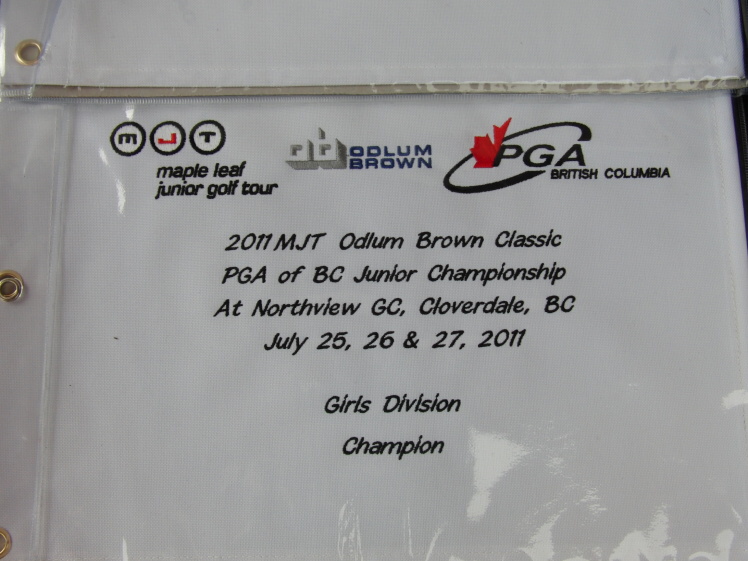 MJT
maple leaf
junior golf tour
ODLUM
BROWN
PGA
BRITISH COLUMBIA
2011 MJT Odlum Brown Classic
PGA of BC Junior Championship
At Northview GC, Cloverdale, BC
July 25, 26 & 27, 2011
Girls Division
Champion